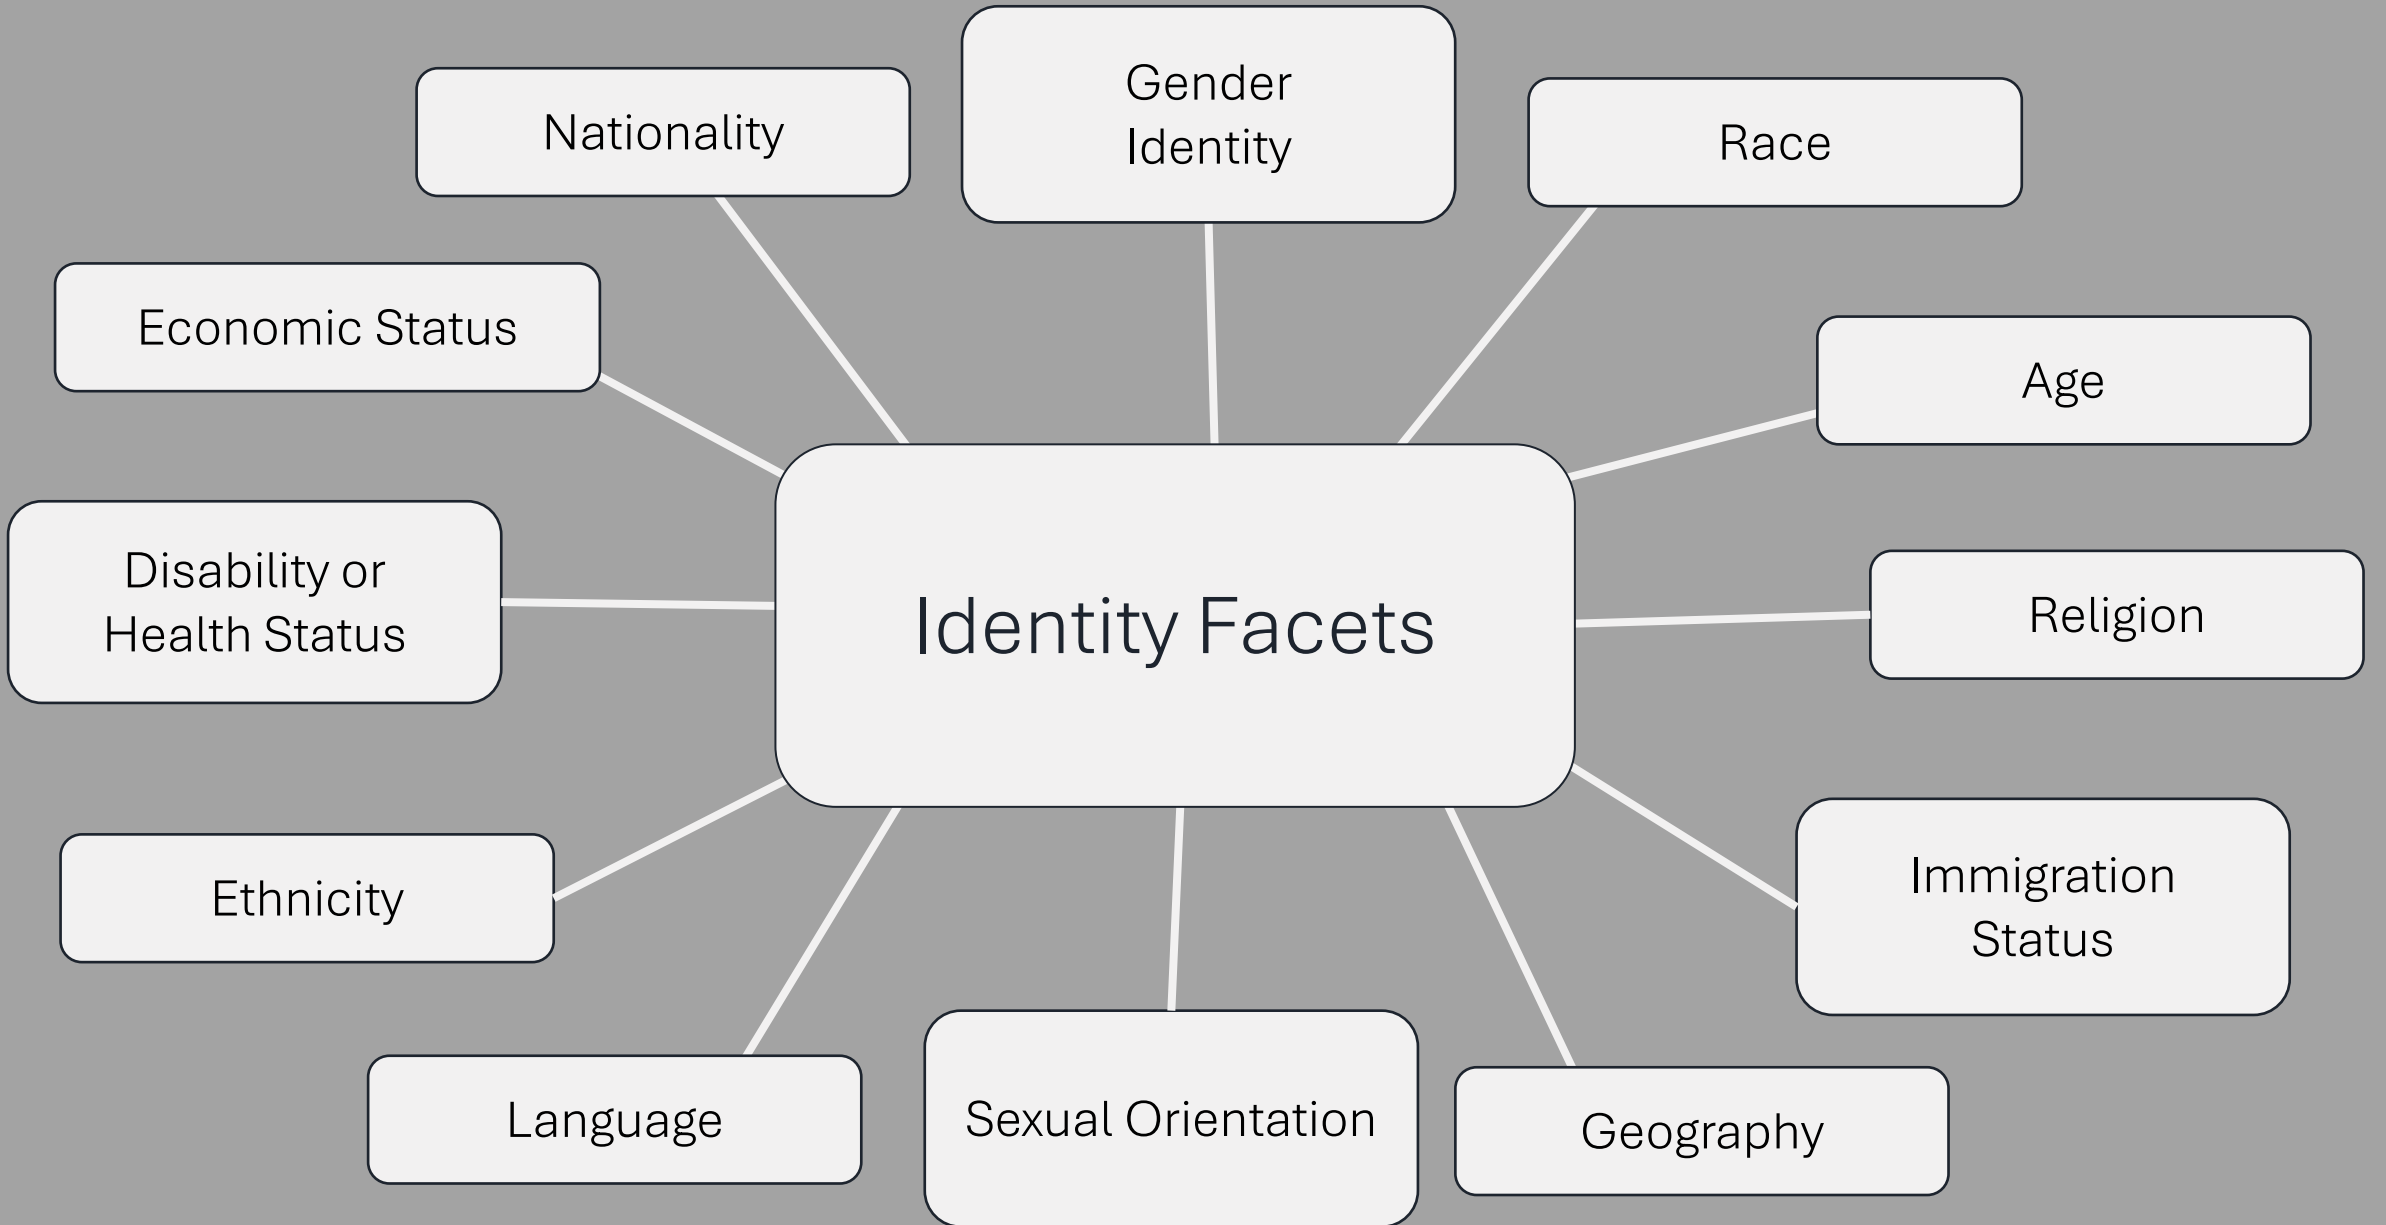 Gender
Identity
Nationality
Race
Economic Status
Age
Disability or
Health Status
Identity Facets
Religion
Ethnicity
Immigration
Status
Language
Sexual Orientation
Geography